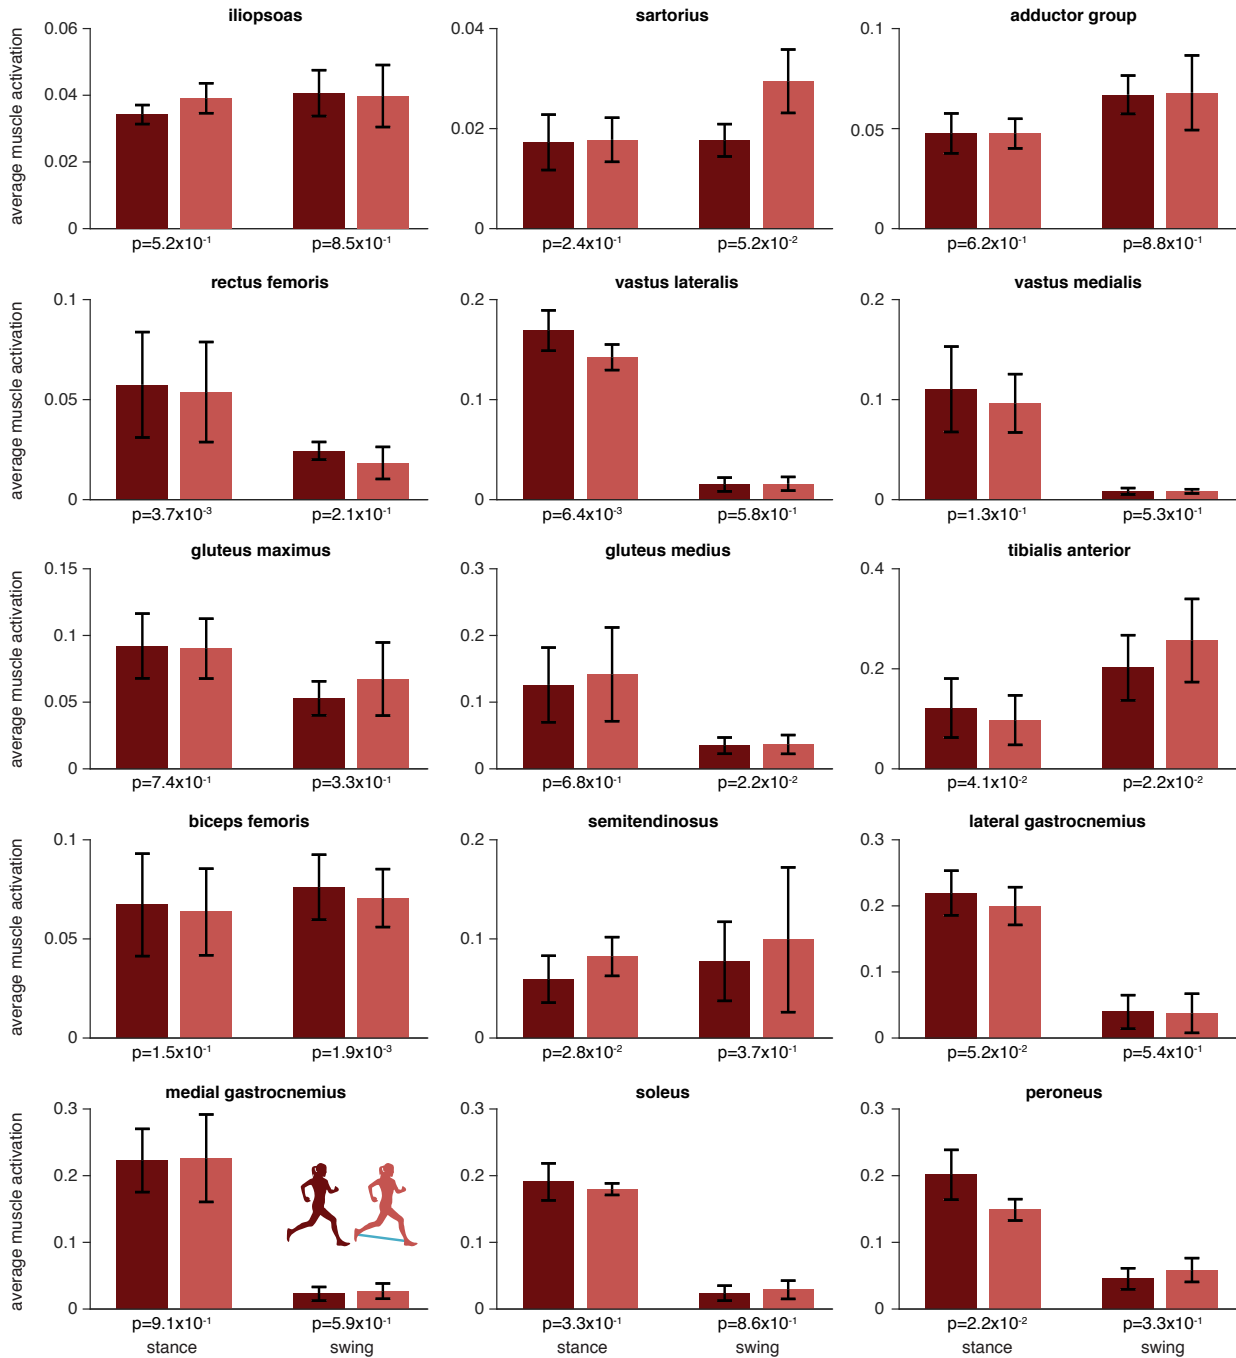 iliopsoas sartorius adductor group
average muscle activation
0.06 0.04 0.1
0.04 0.02 0.05
0.02
0 0 0
p=5.2x10⁻¹ p=8.5x10⁻¹ p=2.4x10⁻¹ p=5.2x10⁻² p=6.2x10⁻¹ p=8.8x10⁻¹
rectus femoris vastus lateralis vastus medialis
average muscle activation
0.1 0.2 0.2
0.05 0.1 0.1
0 0 0
p=3.7x10⁻³ p=2.1x10⁻¹ p=6.4x10⁻³ p=5.8x10⁻¹ p=1.3x10⁻¹ p=5.3x10⁻¹
gluteus maximus gluteus medius tibialis anterior
average muscle activation
0.15 0.3 0.4
0.1 0.2 0.2
0.05 0.1
0 0 0
p=7.4x10⁻¹ p=3.3x10⁻¹ p=6.8x10⁻¹ p=2.2x10⁻² p=4.1x10⁻² p=2.2x10⁻²
biceps femoris semitendinosus lateral gastrocnemius
average muscle activation
0.1 0.2 0.3
0.05 0.1 0.2
0.1
0 0 0
p=1.5x10⁻¹ p=1.9x10⁻³ p=2.8x10⁻² p=3.7x10⁻¹ p=5.2x10⁻² p=5.4x10⁻¹
medial gastrocnemius soleus peroneus
average muscle activation
0.3 0.3 0.3
0.2 0.2 0.2
0.1 0.1 0.1
0 0 0
p=9.1x10⁻¹ p=5.9x10⁻¹ p=3.3x10⁻¹ p=8.6x10⁻¹ p=2.2x10⁻² p=3.3x10⁻¹
stance swing stance swing stance swing